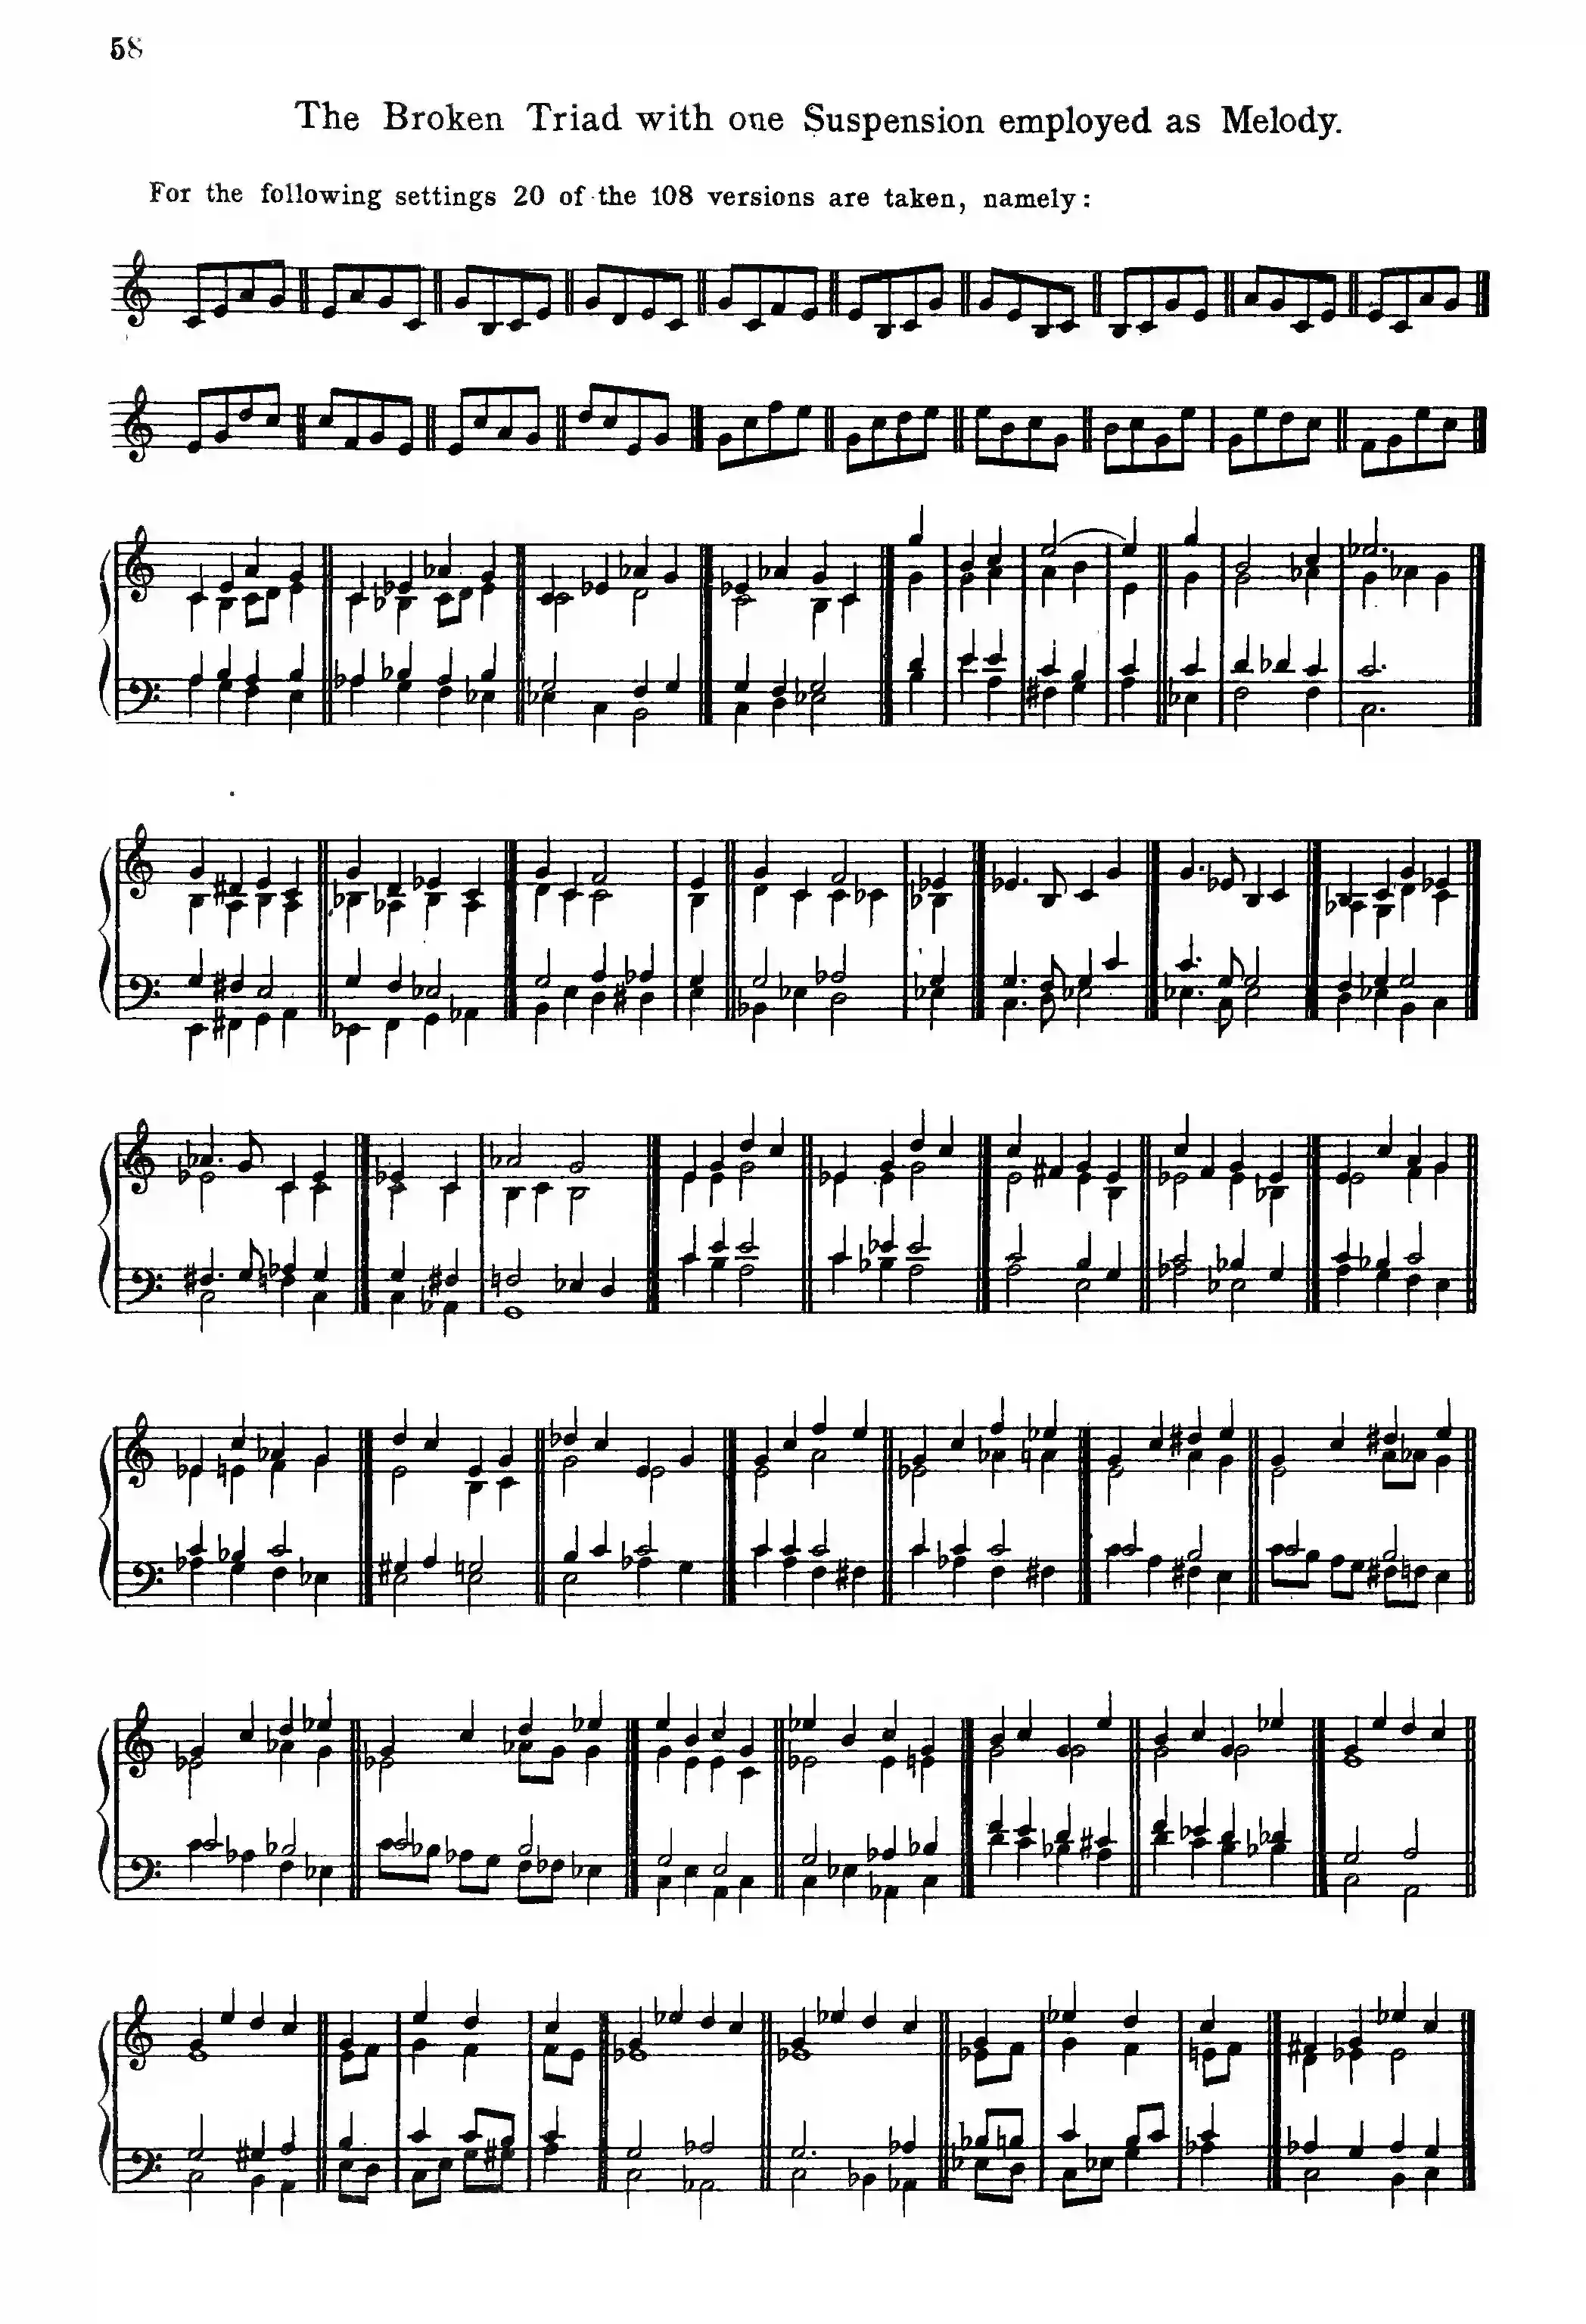 58
The Broken Triad with one Suspension employed as Melody.
For the following settings 20 of the 108 versions are taken, namely: